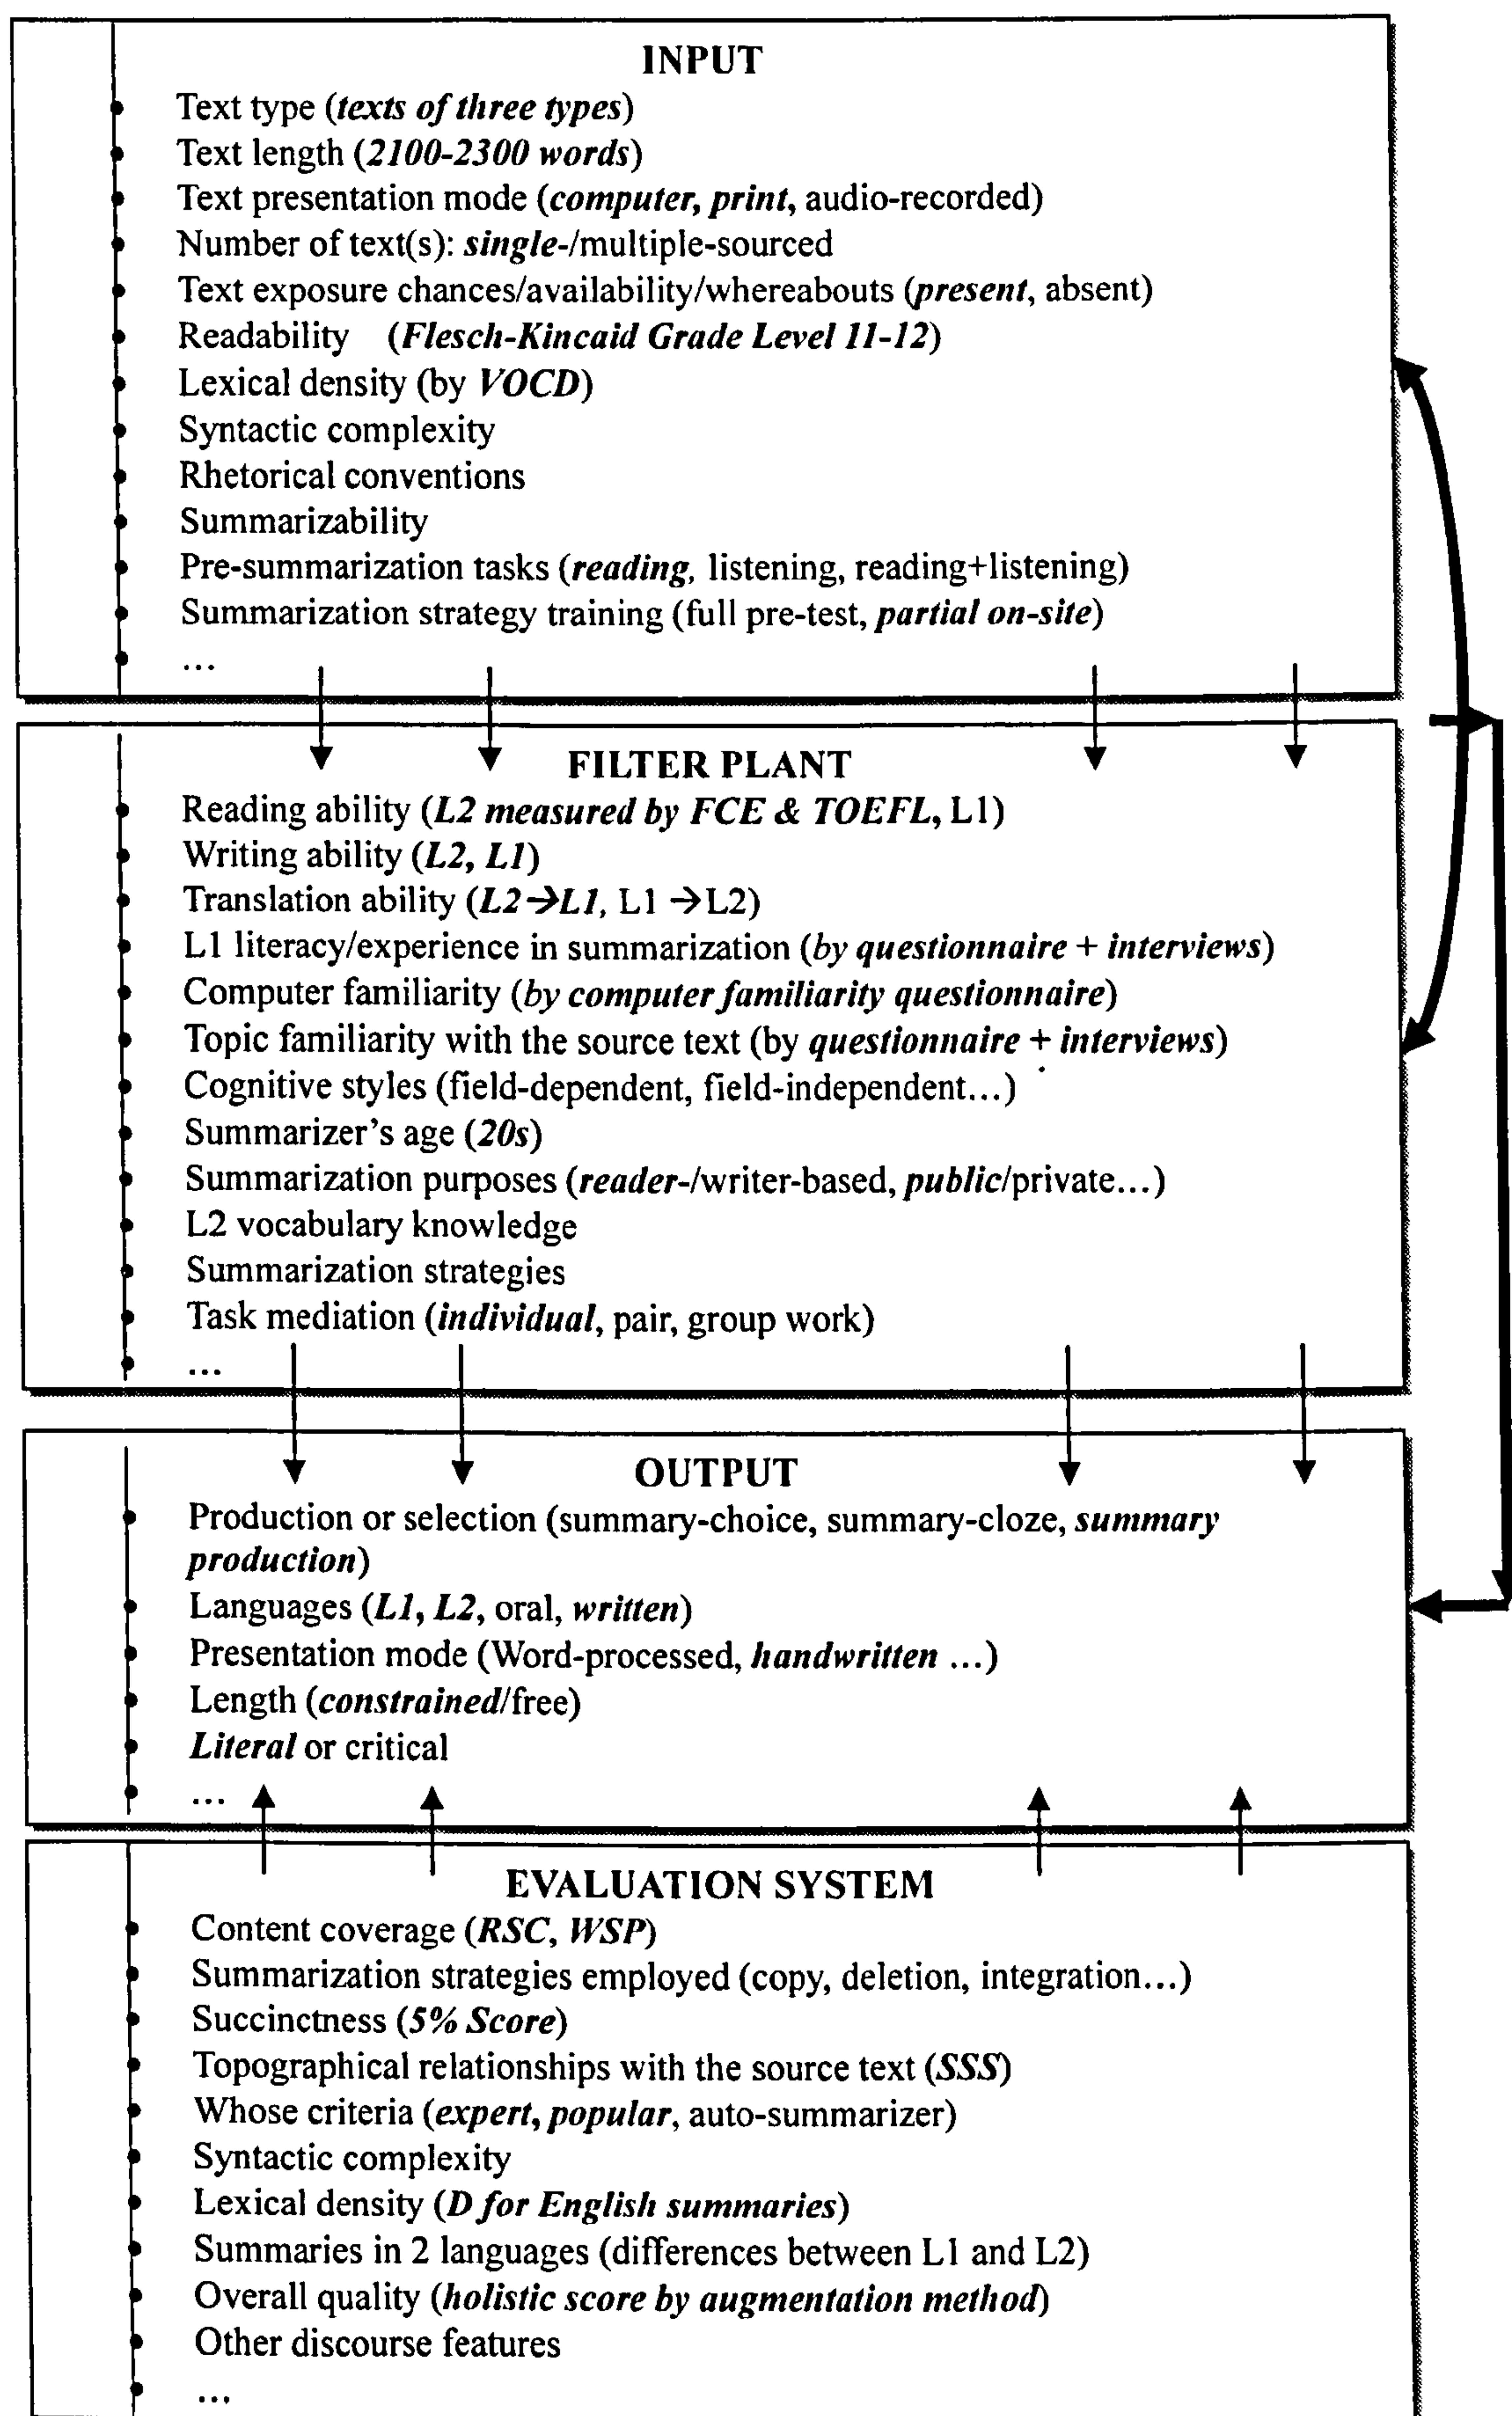 INPUT
Text type (texts of three types)
Text length (2100-2300 words)
Text presentation mode (computer, print, audio-recorded)
Number of text(s): single-/multiple-sourced
Text exposure chances/availability/whereabouts (present, absent)
Readability (Flesch-Kincaid Grade Level 11-12)
Lexical density (by VOCD)
Syntactic complexity
Rhetorical conventions
Summarizability
Pre-summarization tasks (reading, listening, reading+listening)
Summarization strategy training (full pre-test, partial on-site)
...
FILTER PLANT
Reading ability (L2 measured by FCE & TOEFL, L1)
Writing ability (L2, L1)
Translation ability (L2→L1, L1 →L2)
L1 literacy/experience in summarization (by questionnaire + interviews)
Computer familiarity (by computer familiarity questionnaire)
Topic familiarity with the source text (by questionnaire + interviews)
Cognitive styles (field-dependent, field-independent...)
Summarizer's age (20s)
Summarization purposes (reader-/writer-based, public/private...)
L2 vocabulary knowledge
Summarization strategies
Task mediation (individual, pair, group work)
...
OUTPUT
Production or selection (summary-choice, summary-cloze, summary
production)
Languages (L1, L2, oral, written)
Presentation mode (Word-processed, handwritten ...)
Length (constrained/free)
Literal or critical
...
EVALUATION SYSTEM
Content coverage (RSC, WSP)
Summarization strategies employed (copy, deletion, integration...)
Succinctness (5% Score)
Topographical relationships with the source text (SSS)
Whose criteria (expert, popular, auto-summarizer)
Syntactic complexity
Lexical density (D for English summaries)
Summaries in 2 languages (differences between L1 and L2)
Overall quality (holistic score by augmentation method)
Other discourse features
...